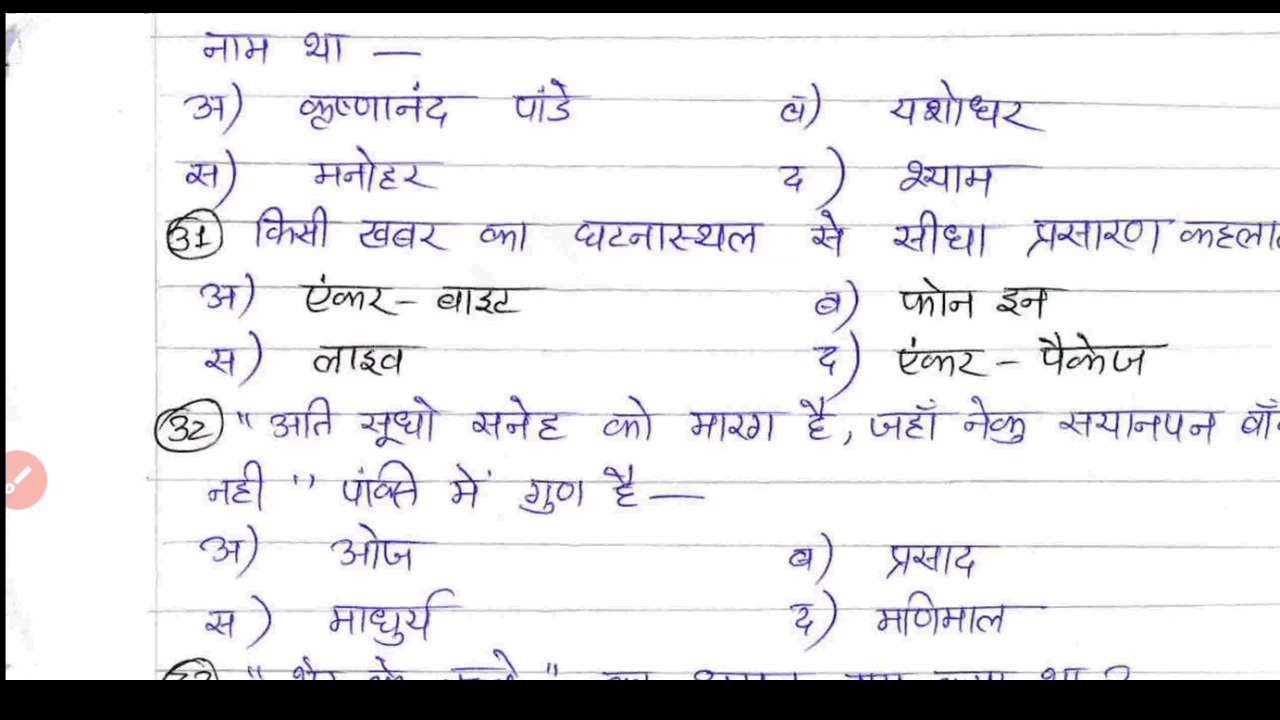 नाम था —
अ) कृष्णानंद पांडे ब) यशोधर
स) मनोहर द) श्याम
31 किसी खबर का घटनास्थल से सीधा प्रसारण
अ) एंकर - बाइट ब) फोन इन
स) लाइव द) एंकर - पैकेज
32 "अति सूधो सनेह को मारग है, जहाँ नेकु सयानपन
नही" पंक्ति में गुण है —
अ) ओज ब) प्रसाद
स) माधुर्य द) मणिमाल